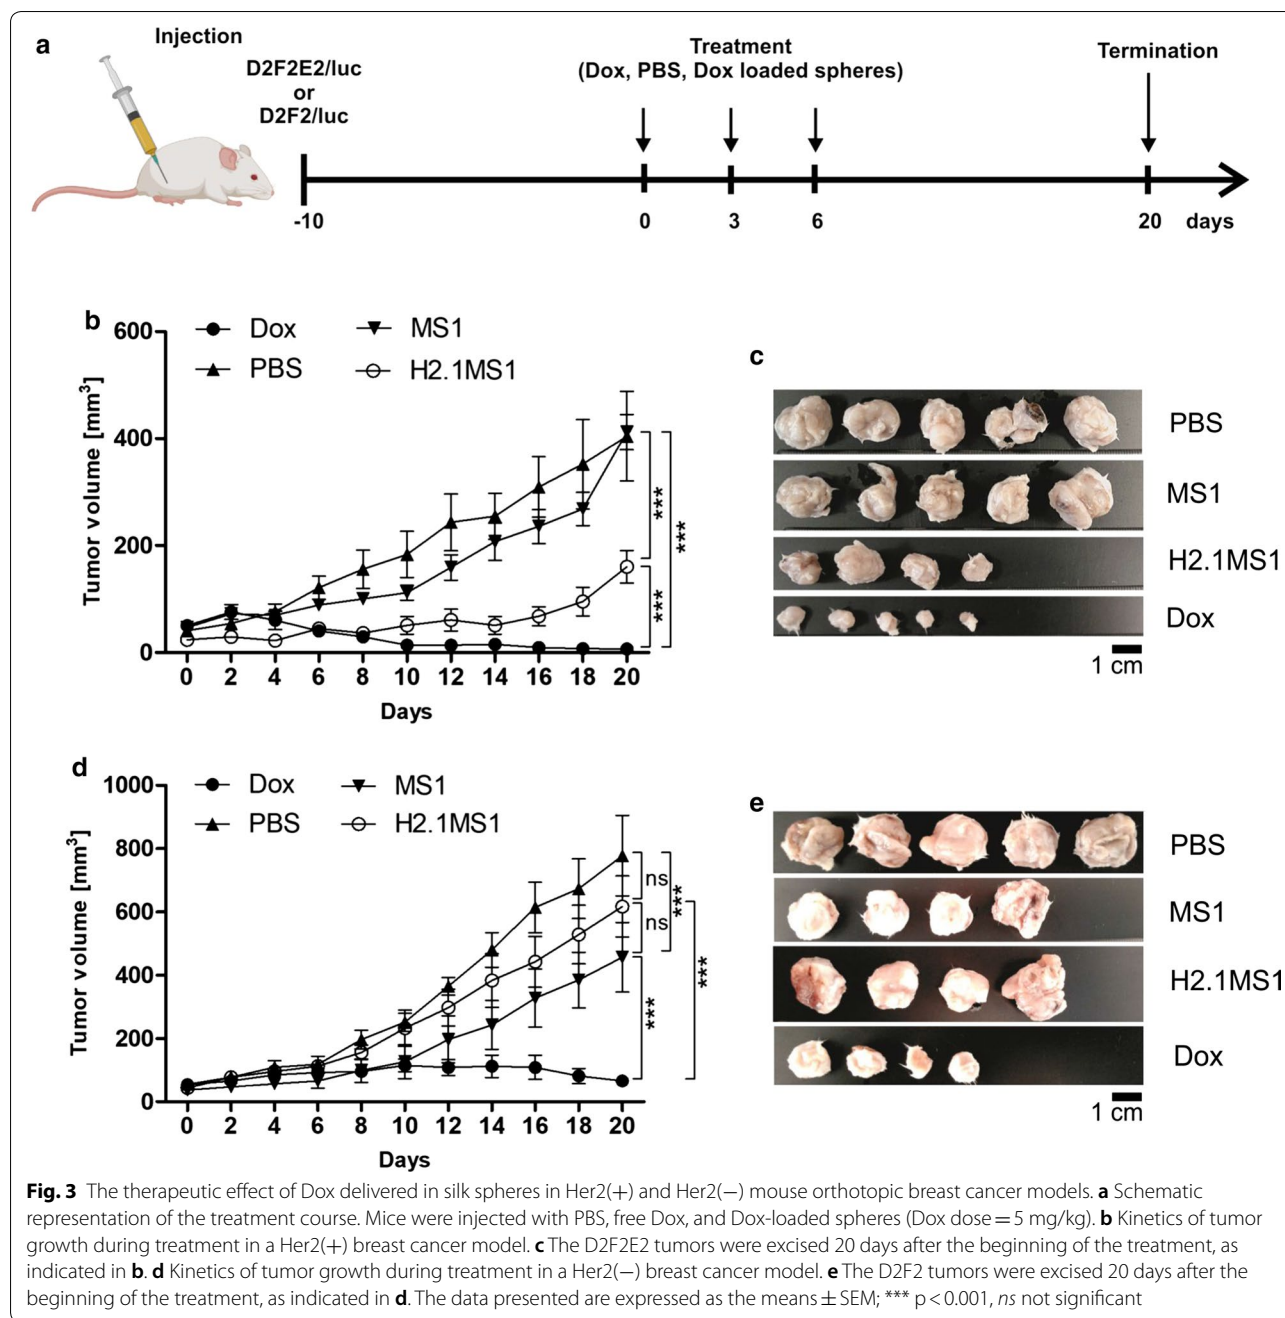 a
Injection
D2F2E2/luc
or
D2F2/luc
Treatment
(Dox, PBS, Dox loaded spheres)
Termination
-10
0
3
6
20
days
b
Dox
PBS
MS1
H2.1MS1
Tumor volume [mm³]
600
400
200
0
0 2 4 6 8 10 12 14 16 18 20
Days
***
***
***
c
PBS
MS1
H2.1MS1
Dox
1 cm
d
Dox
PBS
MS1
H2.1MS1
Tumor volume [mm³]
1000
800
600
400
200
0
0 2 4 6 8 10 12 14 16 18 20
Days
ns
ns
***
***
***
e
PBS
MS1
H2.1MS1
Dox
1 cm
Fig. 3 The therapeutic effect of Dox delivered in silk spheres in Her2(+) and Her2(−) mouse orthotopic breast cancer models. a Schematic
representation of the treatment course. Mice were injected with PBS, free Dox, and Dox-loaded spheres (Dox dose = 5 mg/kg). b Kinetics of tumor
growth during treatment in a Her2(+) breast cancer model. c The D2F2E2 tumors were excised 20 days after the beginning of the treatment, as
indicated in b. d Kinetics of tumor growth during treatment in a Her2(−) breast cancer model. e The D2F2 tumors were excised 20 days after the
beginning of the treatment, as indicated in d. The data presented are expressed as the means ± SEM; *** p < 0.001, ns not significant